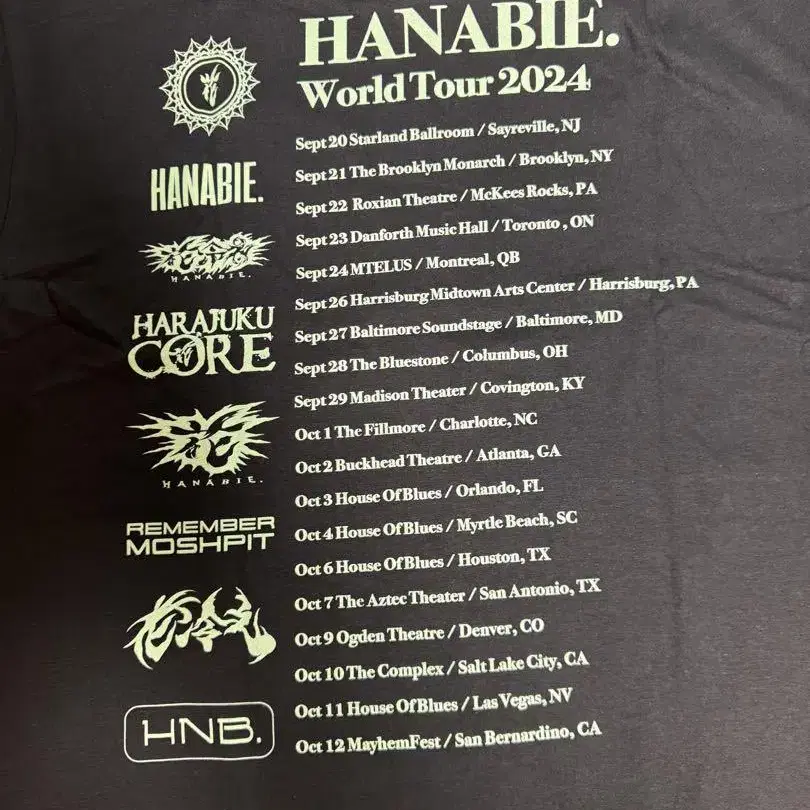 HANABIE.
World Tour 2024
Sept 20 Starland Ballroom / Sayreville, NJ
Sept 21 The Brooklyn Monarch / Brooklyn, NY
Sept 22 Roxian Theatre / McKees Rocks, PA
Sept 23 Danforth Music Hall / Toronto , ON
Sept 24 MTELUS / Montreal, QB
Sept 26 Harrisburg Midtown Arts Center / Harrisburg, PA
Sept 27 Baltimore Soundstage / Baltimore, MD
Sept 28 The Bluestone / Columbus, OH
Sept 29 Madison Theater / Covington, KY
Oct 1 The Fillmore / Charlotte, NC
Oct 2 Buckhead Theatre / Atlanta, GA
Oct 3 House Of Blues / Orlando, FL
Oct 4 House Of Blues / Myrtle Beach, SC
Oct 6 House Of Blues / Houston, TX
Oct 7 The Aztec Theater / San Antonio, TX
Oct 9 Ogden Theatre / Denver, CO
Oct 10 The Complex / Salt Lake City, CA
Oct 11 House Of Blues / Las Vegas, NV
Oct 12 MayhemFest / San Bernardino, CA
HANABIE.
HANABIE.
HARAJUKU
CORE
HANABIE.
REMEMBER
MOSHPIT
花冷え
HNB.